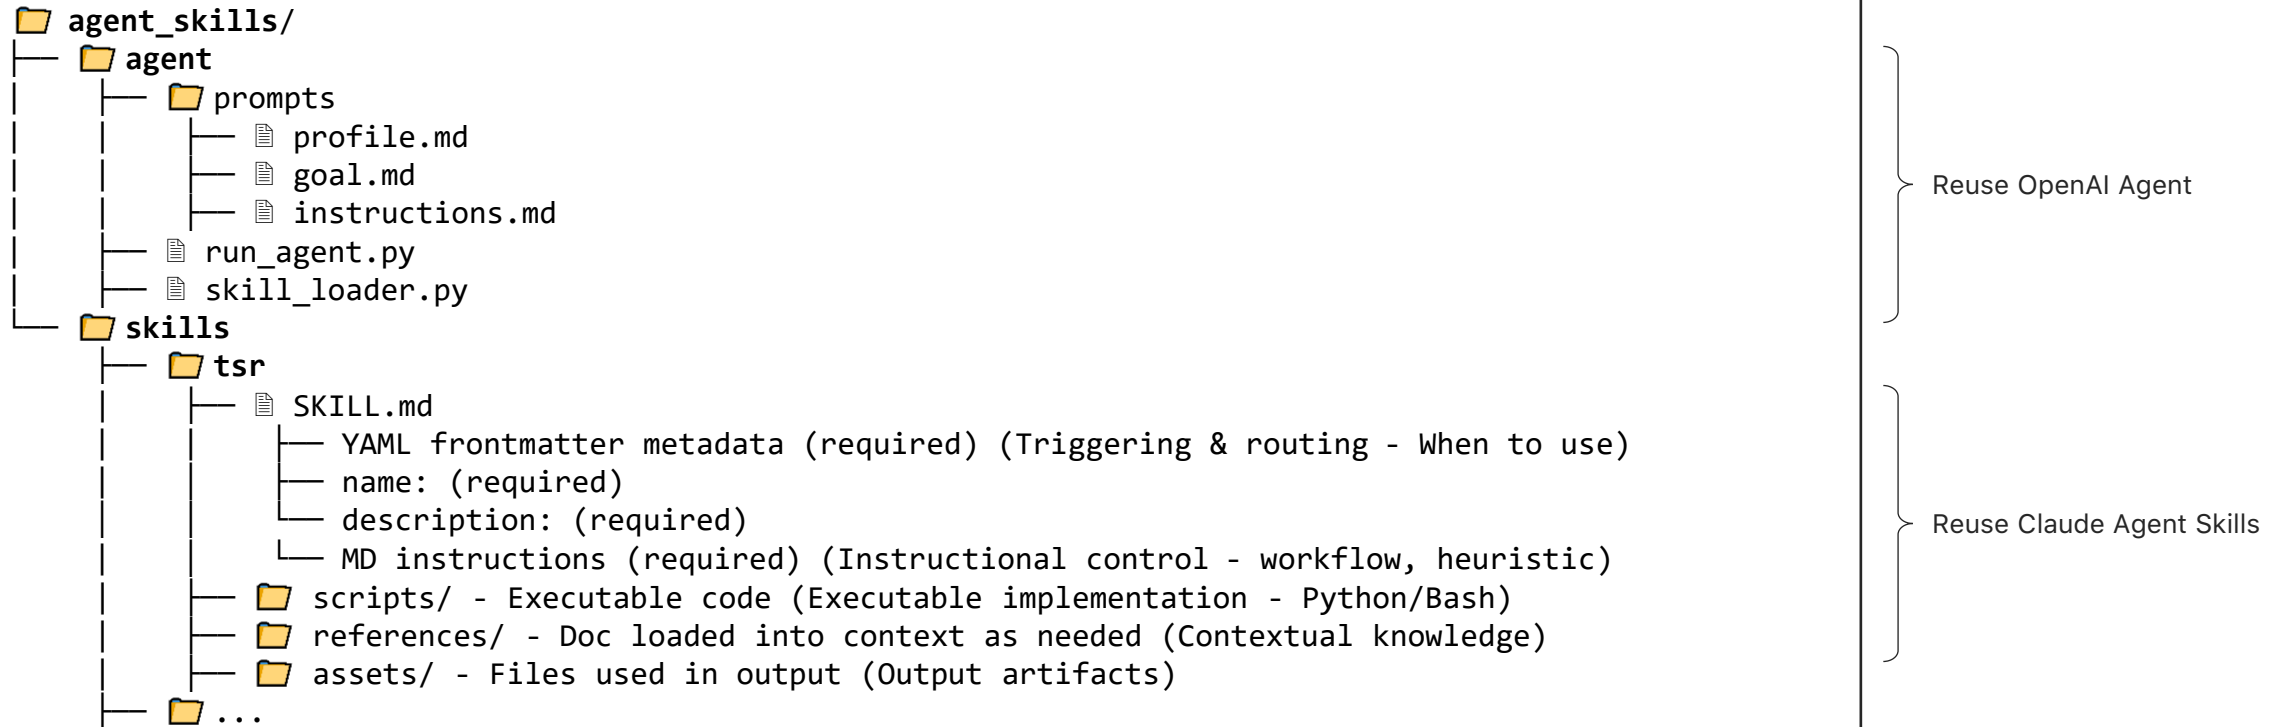 agent_skills/
agent
prompts
profile.md
goal.md
instructions.md
run_agent.py
skill_loader.py
skills
tsr
SKILL.md
YAML frontmatter metadata (required) (Triggering & routing - When to use)
name: (required)
description: (required)
MD instructions (required) (Instructional control - workflow, heuristic)
scripts/ - Executable code (Executable implementation - Python/Bash)
references/ - Doc loaded into context as needed (Contextual knowledge)
assets/ - Files used in output (Output artifacts)
...
Reuse OpenAI Agent
Reuse Claude Agent Skills